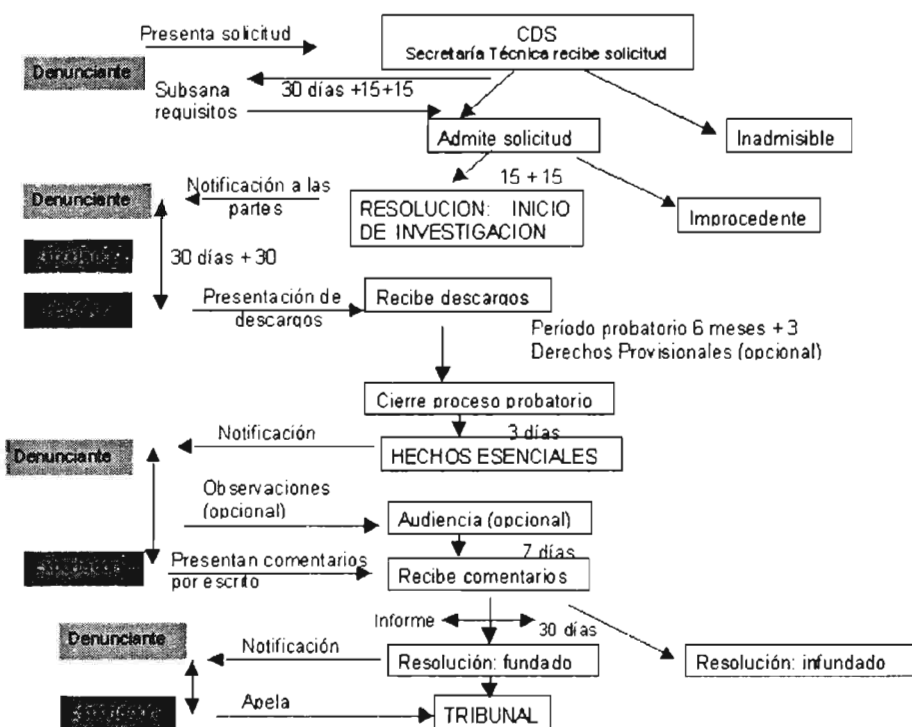 Presenta solicitud
CDS
Secretaría Técnica recibe solicitud
Denunciante
30 días +15+15
Subsana
requisitos
Admite solicitud
Inadmisible
15 + 15
Notificación a las
partes
Denunciante
RESOLUCION: INICIO
DE INVESTIGACION
Improcedente
30 días + 30
Presentación de
descargos
Recibe descargos
Período probatorio 6 meses + 3
Derechos Provisionales (opcional)
Cierre proceso probatorio
3 días
Notificación
Denunciante
HECHOS ESENCIALES
Observaciones
(opcional)
Audiencia (opcional)
7 días
Presentan comentarios
por escrito
Recibe comentarios
Informe
30 días
Denunciante
Notificación
Resolución: fundado
Resolución: infundado
Apela
TRIBUNAL